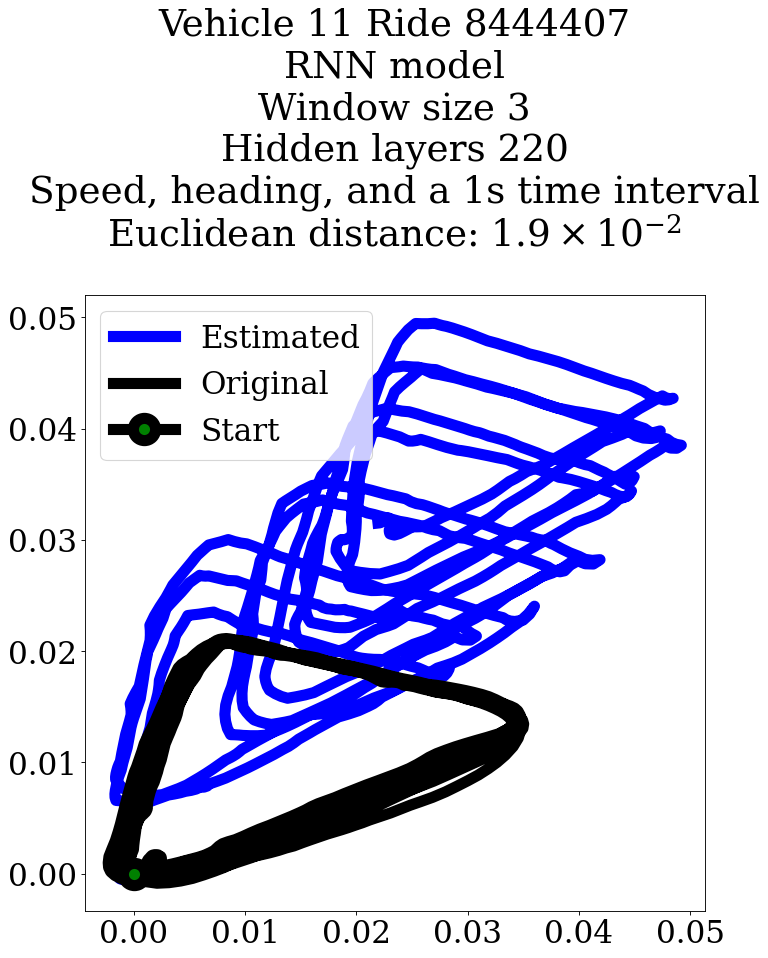 Vehicle 11 Ride 8444407
RNN model
Window size 3
Hidden layers 220
Speed, heading, and a 1s time interval
Euclidean distance: 1.9 × 10⁻²
Estimated
Original
Start
0.05
0.04
0.03
0.02
0.01
0.00
0.00 0.01 0.02 0.03 0.04 0.05